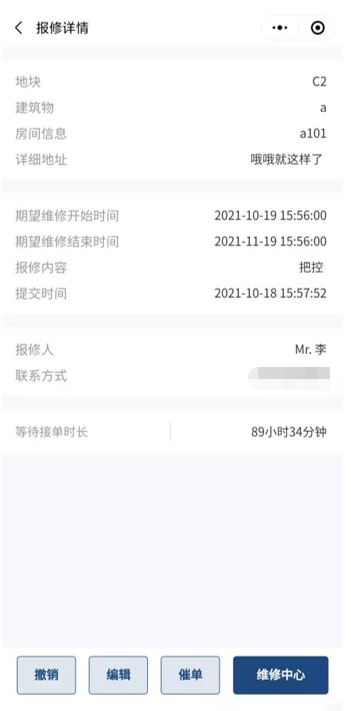 报修详情
地块 C2
建筑物 a
房间信息 a101
详细地址 哦哦就这样了
期望维修开始时间 2021-10-19 15:56:00
期望维修结束时间 2021-11-19 15:56:00
报修内容 把控
提交时间 2021-10-18 15:57:52
报修人 Mr. 李
联系方式
等待接单时长 89小时34分钟
撤销 编辑 催单 维修中心